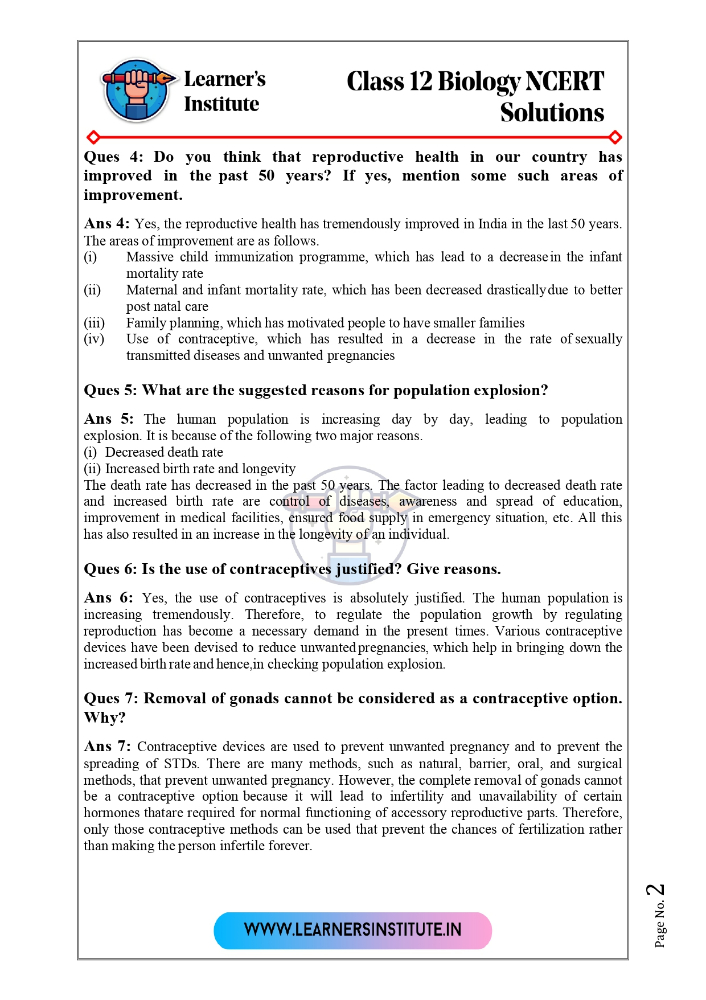 Learner's
Institute
Class 12 Biology NCERT
Solutions
Ques 4: Do you think that reproductive health in our country has
improved in the past 50 years? If yes, mention some such areas of
improvement.
Ans 4: Yes, the reproductive health has tremendously improved in India in the last 50 years.
The areas of improvement are as follows.
(i) Massive child immunization programme, which has lead to a decrease in the infant
mortality rate
(ii) Maternal and infant mortality rate, which has been decreased drastically due to better
post natal care
(iii) Family planning, which has motivated people to have smaller families
(iv) Use of contraceptive, which has resulted in a decrease in the rate of sexually
transmitted diseases and unwanted pregnancies
Ques 5: What are the suggested reasons for population explosion?
Ans 5: The human population is increasing day by day, leading to population
explosion. It is because of the following two major reasons.
(i) Decreased death rate
(ii) Increased birth rate and longevity
The death rate has decreased in the past 50 years. The factor leading to decreased death rate
and increased birth rate are control of diseases, awareness and spread of education,
improvement in medical facilities, ensured food supply in emergency situation, etc. All this
has also resulted in an increase in the longevity of an individual.
Ques 6: Is the use of contraceptives justified? Give reasons.
Ans 6: Yes, the use of contraceptives is absolutely justified. The human population is
increasing tremendously. Therefore, to regulate the population growth by regulating
reproduction has become a necessary demand in the present times. Various contraceptive
devices have been devised to reduce unwanted pregnancies, which help in bringing down the
increased birth rate and hence,in checking population explosion.
Ques 7: Removal of gonads cannot be considered as a contraceptive option.
Why?
Ans 7: Contraceptive devices are used to prevent unwanted pregnancy and to prevent the
spreading of STDs. There are many methods, such as natural, barrier, oral, and surgical
methods, that prevent unwanted pregnancy. However, the complete removal of gonads cannot
be a contraceptive option because it will lead to infertility and unavailability of certain
hormones thatare required for normal functioning of accessory reproductive parts. Therefore,
only those contraceptive methods can be used that prevent the chances of fertilization rather
than making the person infertile forever.
WWW.LEARNERSINSTITUTE.IN
Page No. 2